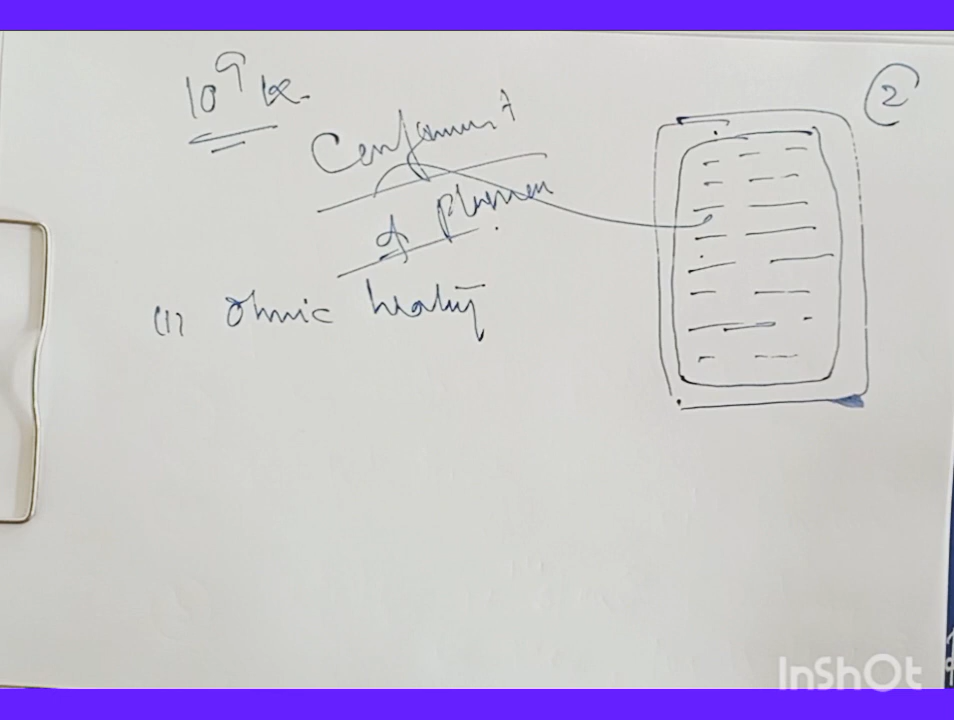 10⁹ K.
②
Confinement
of Plasma
(1) Ohmic heating
InShOt